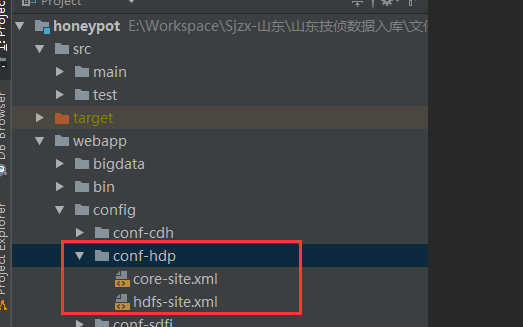 Project
honeypot E:\Workspace\Sjzx-山东\山东技侦数据入库\文件
src
main
test
target
webapp
bigdata
bin
config
conf-cdh
conf-hdp
core-site.xml
hdfs-site.xml
1: Project
DB Browser
Project Explorer